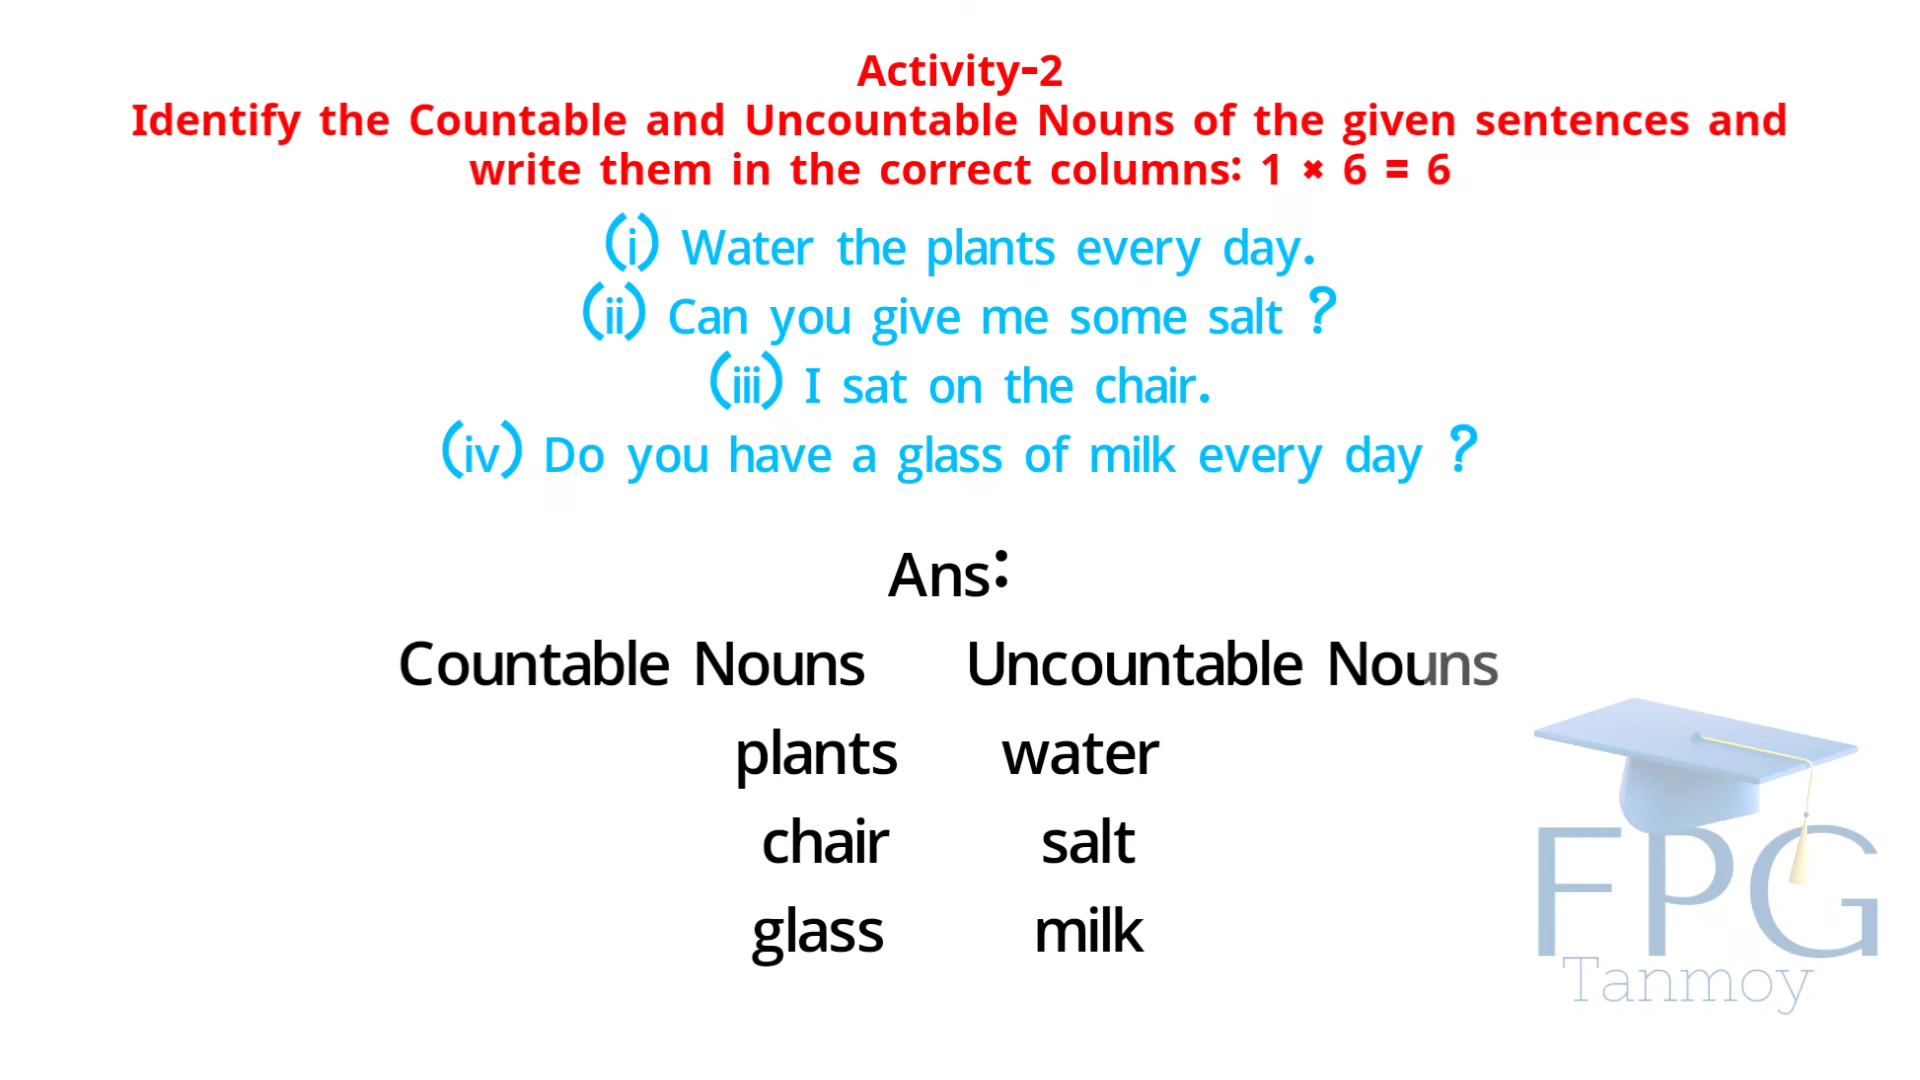 Activity-2
Identify the Countable and Uncountable Nouns of the given sentences and
write them in the correct columns: 1 × 6 = 6
(i) Water the plants every day.
(ii) Can you give me some salt ?
(iii) I sat on the chair.
(iv) Do you have a glass of milk every day ?
Ans:
Countable Nouns Uncountable Nouns
plants water
chair salt
glass milk
FPG
Tanmoy